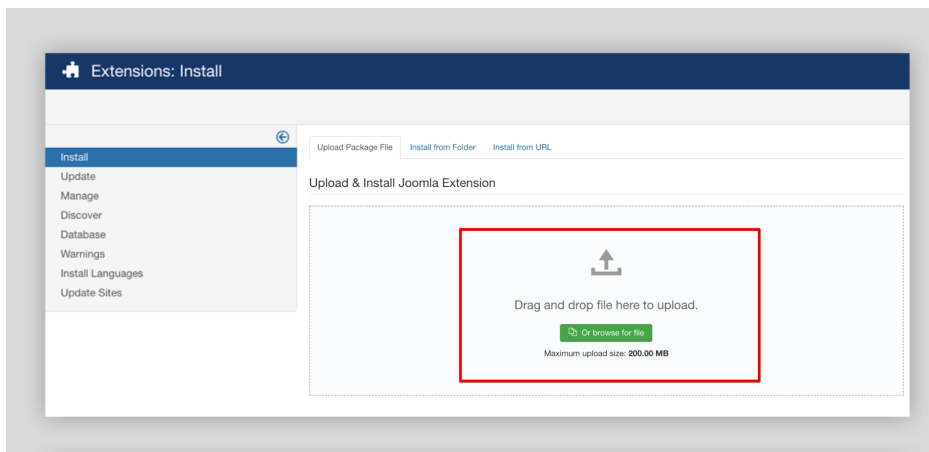 Extensions: Install
Install
Update
Manage
Discover
Database
Warnings
Install Languages
Update Sites
Upload Package File Install from Folder Install from URL
Upload & Install Joomla Extension
Drag and drop file here to upload.
Or browse for file
Maximum upload size: 200.00 MB